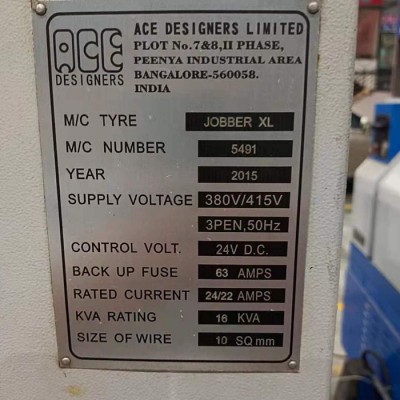 ACE DESIGNERS LIMITED
PLOT No.7&8,II PHASE,
PEENYA INDUSTRIAL AREA
BANGALORE-560058.
INDIA
ACE
DESIGNERS
M/C TYRE JOBBER XL
M/C NUMBER 5491
YEAR 2015
SUPPLY VOLTAGE 380V/415V
3PEN,50Hz
CONTROL VOLT. 24V D.C.
BACK UP FUSE 63 AMPS
RATED CURRENT 24/22 AMPS
KVA RATING 16 KVA
SIZE OF WIRE 10 SQ mm